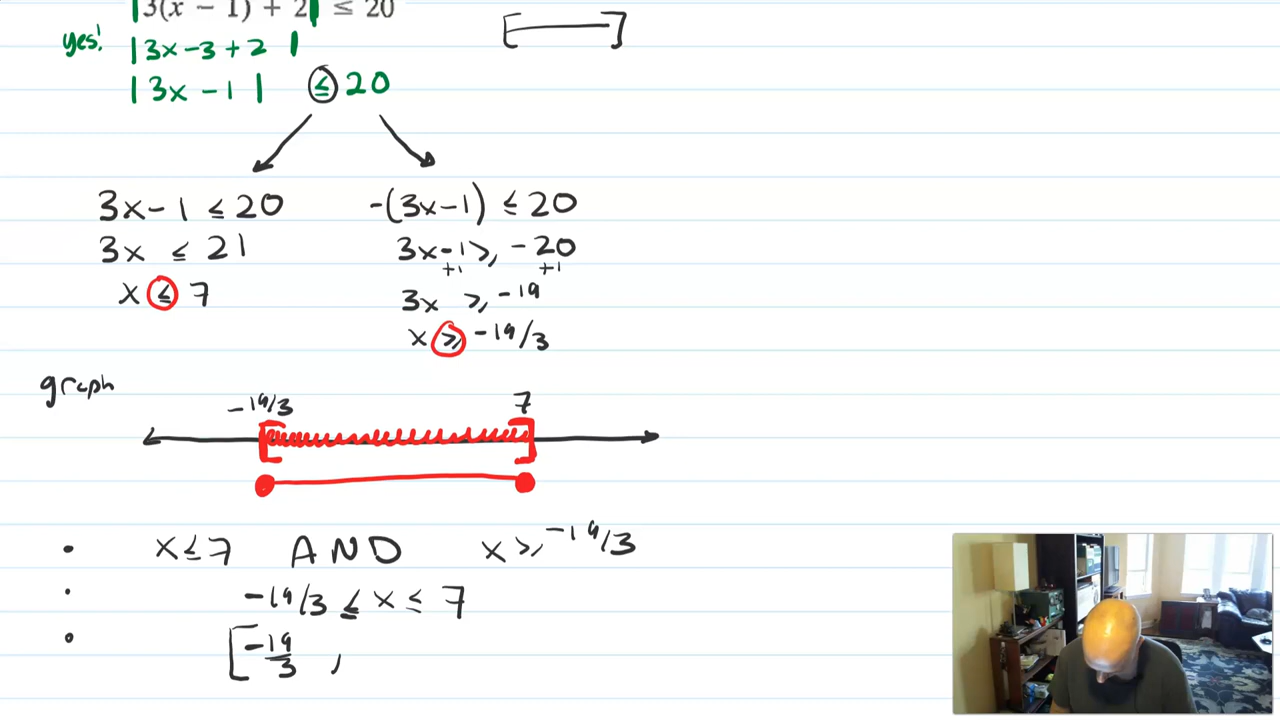 |3(x − 1) + 2| ≤ 20
yes! |3x-3+2|
|3x-1| ≤ 20
3x-1 ≤ 20 -(3x-1) ≤ 20
3x ≤ 21 3x-1 ≥ -20
+1 +1
3x ≥ -19
x ≤ 7
x ≥ -19/3
graph
-19/3 7
• x≤7 AND x ≥ -19/3
• -19/3 ≤ x ≤ 7
• [-19/3 ,